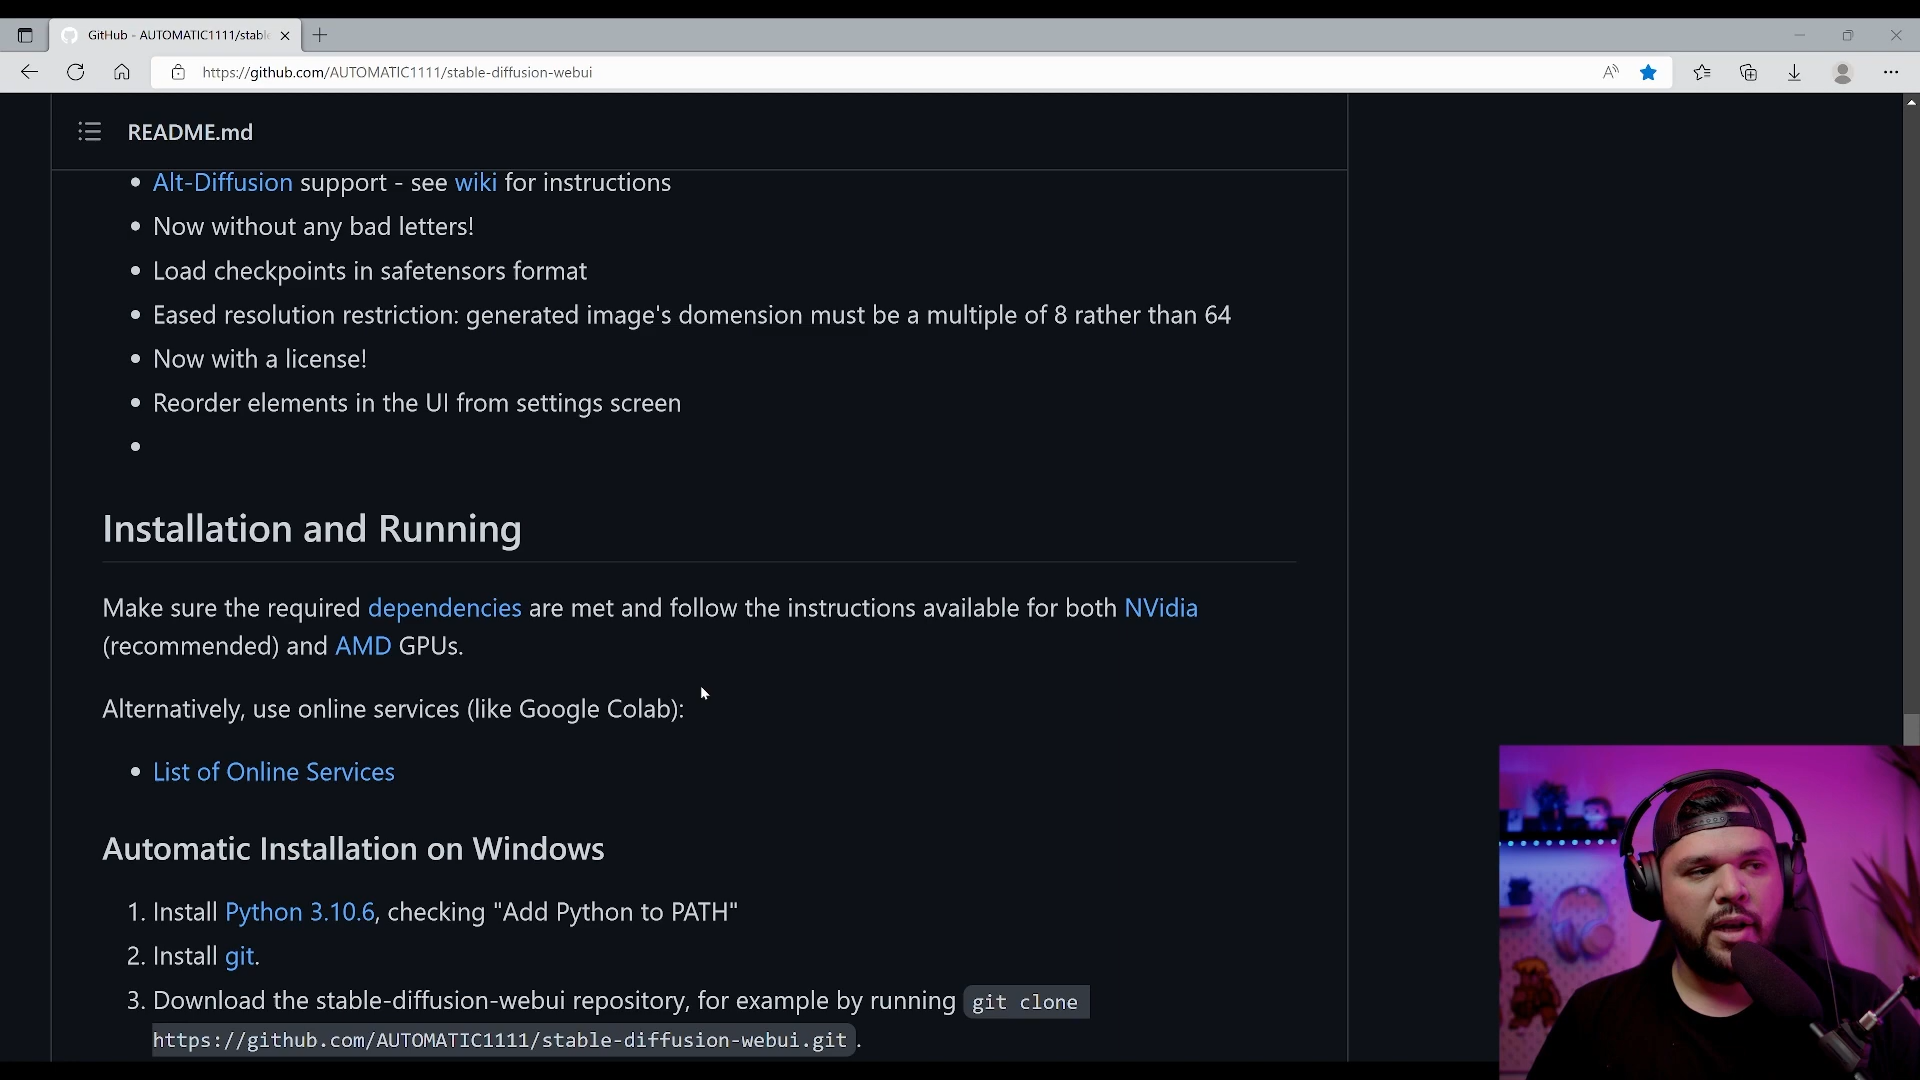 GitHub - AUTOMATIC1111/stabl
https://github.com/AUTOMATIC1111/stable-diffusion-webui
README.md
Alt-Diffusion support - see wiki for instructions
Now without any bad letters!
Load checkpoints in safetensors format
Eased resolution restriction: generated image's domension must be a multiple of 8 rather than 64
Now with a license!
Reorder elements in the UI from settings screen
Installation and Running
Make sure the required dependencies are met and follow the instructions available for both NVidia
(recommended) and AMD GPUs.
Alternatively, use online services (like Google Colab):
List of Online Services
Automatic Installation on Windows
1. Install Python 3.10.6, checking "Add Python to PATH"
2. Install git.
3. Download the stable-diffusion-webui repository, for example by running git clone
https://github.com/AUTOMATIC1111/stable-diffusion-webui.git.